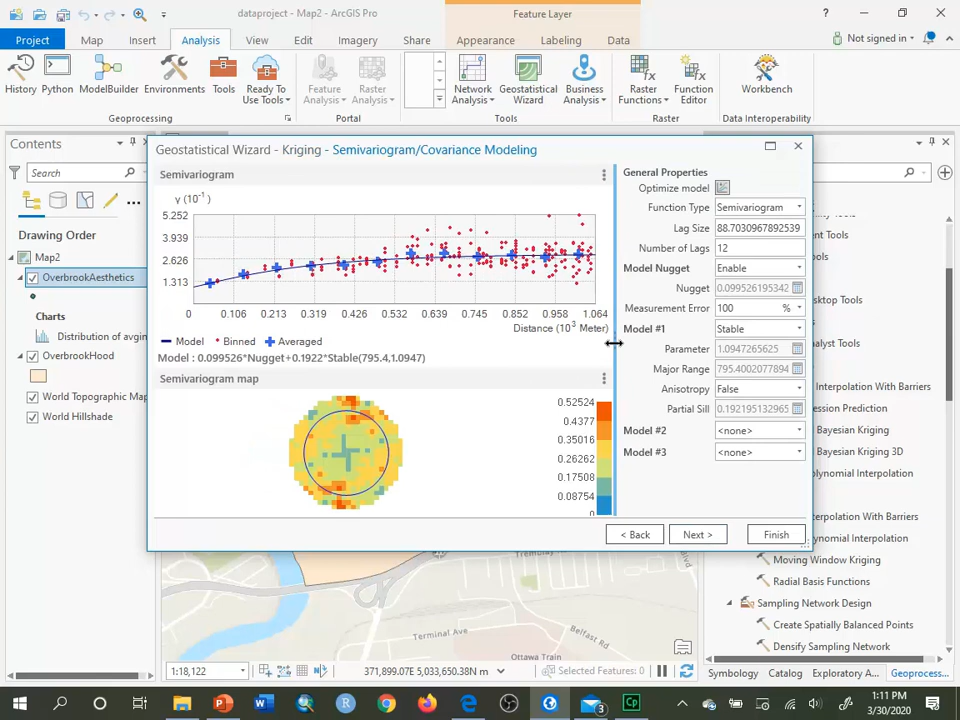 dataproject - Map2 - ArcGIS Pro
Feature Layer
?
Project
Map
Insert
Analysis
View
Edit
Imagery
Share
Appearance
Labeling
Data
Not signed in
History
Python
ModelBuilder
Environments
Tools
Ready To
Use Tools
Feature
Analysis
Raster
Analysis
Network
Analysis
Geostatistical
Wizard
Business
Analysis
Raster
Functions
Function
Editor
Workbench
Geoprocessing
Portal
Tools
Raster
Data Interoperability
Contents
Search
Drawing Order
Map2
OverbrookAesthetics
Charts
Distribution of avgin
OverbrookHood
World Topographic Map
World Hillshade
Geostatistical Wizard - Kriging - Semivariogram/Covariance Modeling
Semivariogram
γ (10⁻¹)
5.252
3.939
2.626
1.313
0 0.106 0.213 0.319 0.426 0.532 0.639 0.745 0.852 0.958 1.064
Distance (10³ Meter)
Model Binned Averaged
Model : 0.099526*Nugget+0.1922*Stable(795.4,1.0947)
Semivariogram map
0.52524
0.4377
0.35016
0.26262
0.17508
0.08754
0
General Properties
Optimize model
Function Type Semivariogram
Lag Size 88.7030967892539
Number of Lags 12
Model Nugget Enable
Nugget 0.099526195342
Measurement Error 100 %
Model #1 Stable
Parameter 1.0947265625
Major Range 795.4002077894
Anisotropy False
Partial Sill 0.192195132965
Model #2 <none>
Model #3 <none>
< Back
Next >
Finish
Tools
Tools
Interpolation With Barriers
Bayesian Kriging
Bayesian Kriging 3D
Interpolation
Interpolation With Barriers
Interpolation
Moving Window Kriging
Radial Basis Functions
Sampling Network Design
Create Spatially Balanced Points
Densify Sampling Network
Terminal Ave
Belfast Rd
Ottawa Train
1:18,122
371,899.07E 5,033,650.38N m
Selected Features: 0
Symbology
Catalog
Exploratory A...
Geoprocess...
3
1:11 PM
3/30/2020